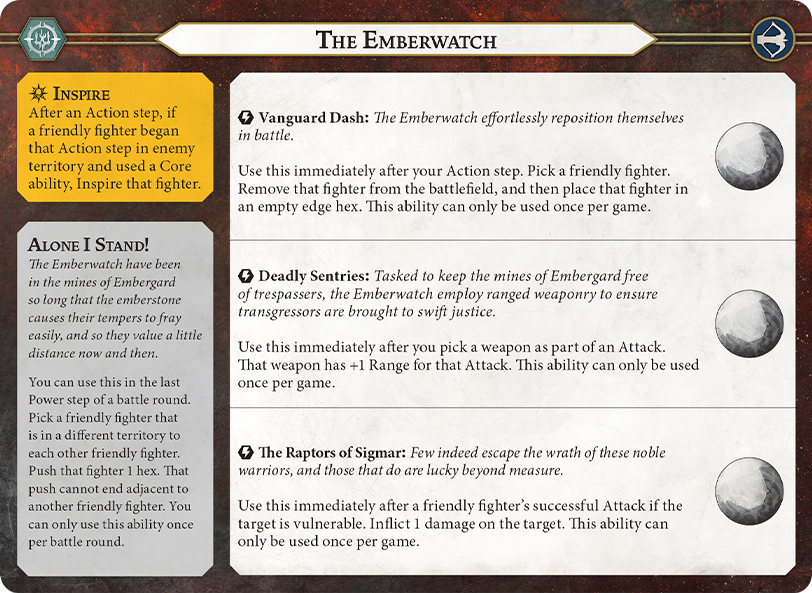 The Emberwatch
Inspire
After an Action step, if
a friendly fighter began
that Action step in enemy
territory and used a Core
ability, Inspire that fighter.
Alone I Stand!
The Emberwatch have been
in the mines of Embergard
so long that the emberstone
causes their tempers to fray
easily, and so they value a little
distance now and then.
You can use this in the last
Power step of a battle round.
Pick a friendly fighter that
is in a different territory to
each other friendly fighter.
Push that fighter 1 hex. That
push cannot end adjacent to
another friendly fighter. You
can only use this ability once
per battle round.
Vanguard Dash: The Emberwatch effortlessly reposition themselves
in battle.
Use this immediately after your Action step. Pick a friendly fighter.
Remove that fighter from the battlefield, and then place that fighter in
an empty edge hex. This ability can only be used once per game.
Deadly Sentries: Tasked to keep the mines of Embergard free
of trespassers, the Emberwatch employ ranged weaponry to ensure
transgressors are brought to swift justice.
Use this immediately after you pick a weapon as part of an Attack.
That weapon has +1 Range for that Attack. This ability can only be used
once per game.
The Raptors of Sigmar: Few indeed escape the wrath of these noble
warriors, and those that do are lucky beyond measure.
Use this immediately after a friendly fighter's successful Attack if the
target is vulnerable. Inflict 1 damage on the target. This ability can
only be used once per game.